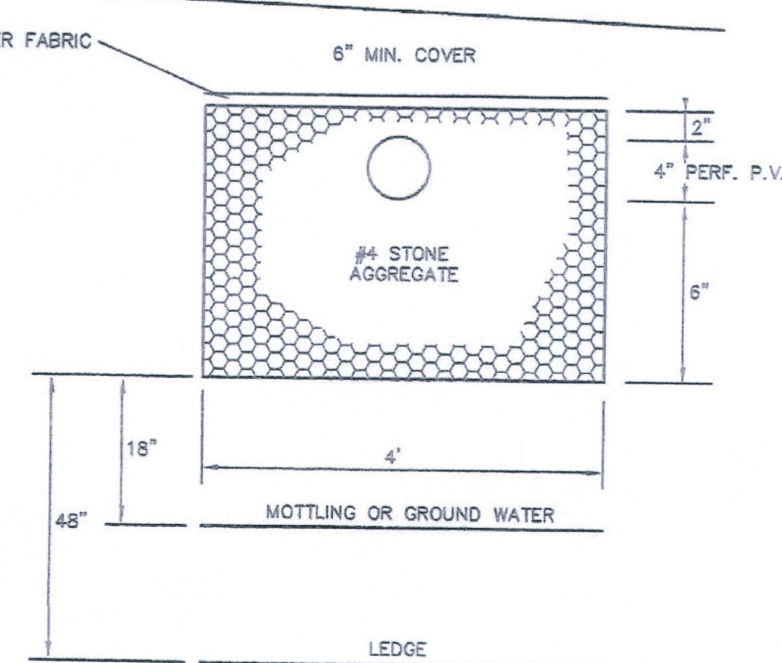 ER FABRIC
6" MIN. COVER
2"
4" PERF. P.V.
#4 STONE
AGGREGATE
6"
18"
4'
48"
MOTTLING OR GROUND WATER
LEDGE